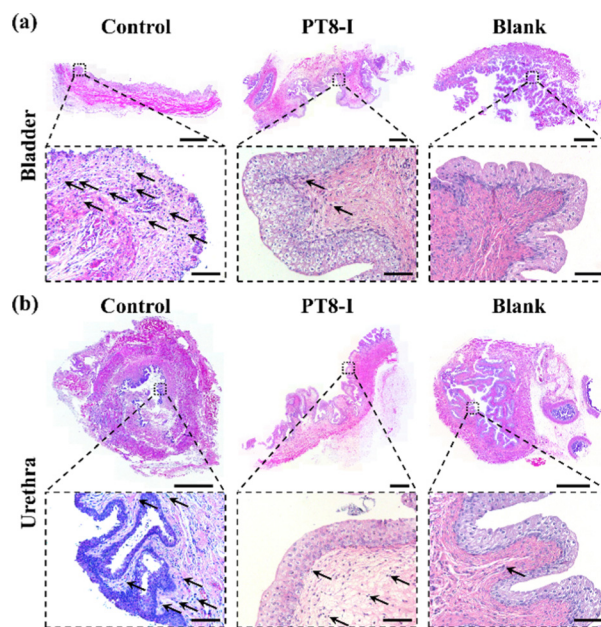 (a) Control PT8-I Blank
Bladder
(b) Control PT8-I Blank
Urethra